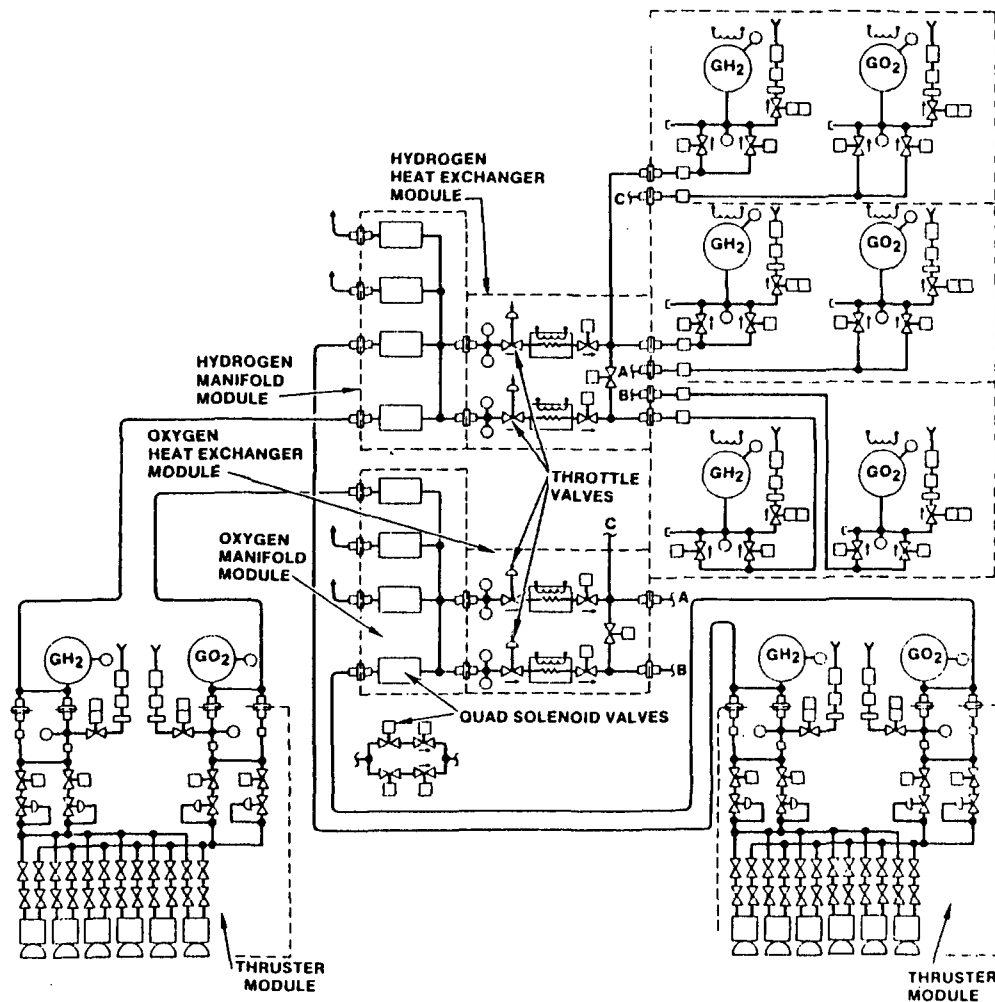 GH2
GO2
HYDROGEN
HEAT EXCHANGER
MODULE
C
GH2
GO2
HYDROGEN
MANIFOLD
MODULE
A
B
OXYGEN
HEAT EXCHANGER
MODULE
THROTTLE
VALVES
GH2
GO2
OXYGEN
MANIFOLD
MODULE
C
A
B
GH2
GO2
QUAD SOLENOID VALVES
GH2
GO2
THRUSTER
MODULE
THRUSTER
MODULE